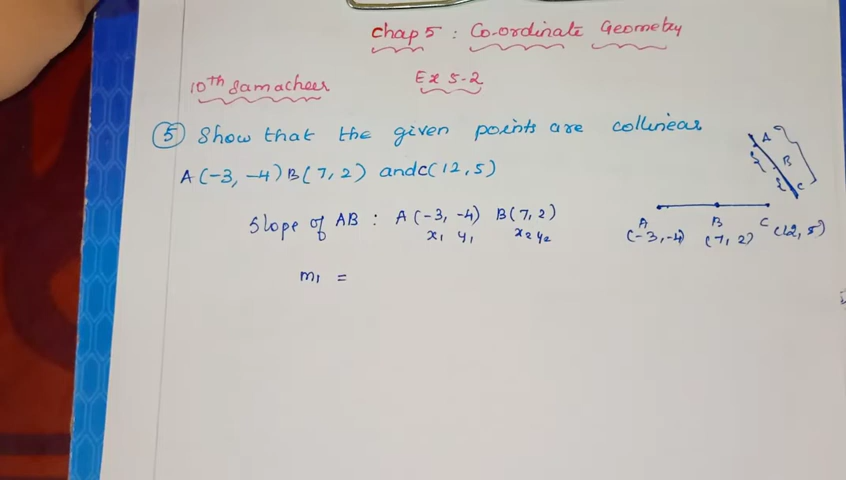 Chap 5 : Co-ordinate Geometry
10th Samacheer
Ex 5-2
5 Show that the given points are collinear
A(-3, -4) B(7, 2) and C(12, 5)
Slope of AB : A(-3, -4) B(7, 2)
x1 y1 x2 y2
m1 =
A
B
C
A B C (12, 5)
(-3, -4) (7, 2)